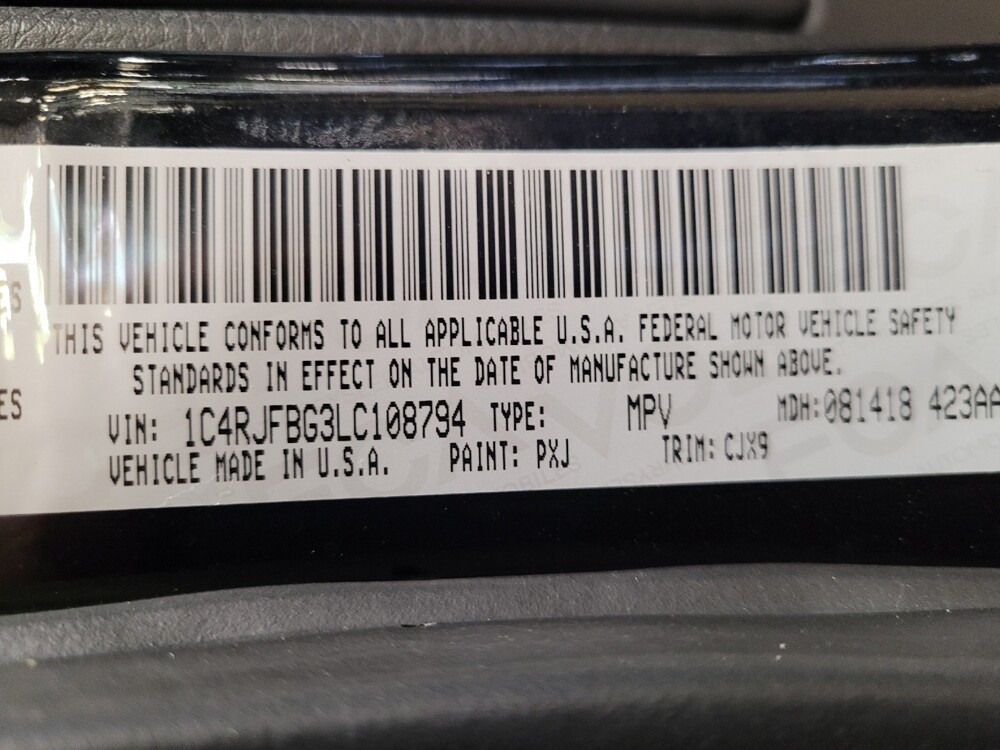 THIS VEHICLE CONFORMS TO ALL APPLICABLE U.S.A. FEDERAL MOTOR VEHICLE SAFETY
STANDARDS IN EFFECT ON THE DATE OF MANUFACTURE SHOWN ABOVE.
VIN: 1C4RJFBG3LC108794 TYPE: MPV MDH:081418 423AA
VEHICLE MADE IN U.S.A. PAINT: PXJ TRIM: CJX9